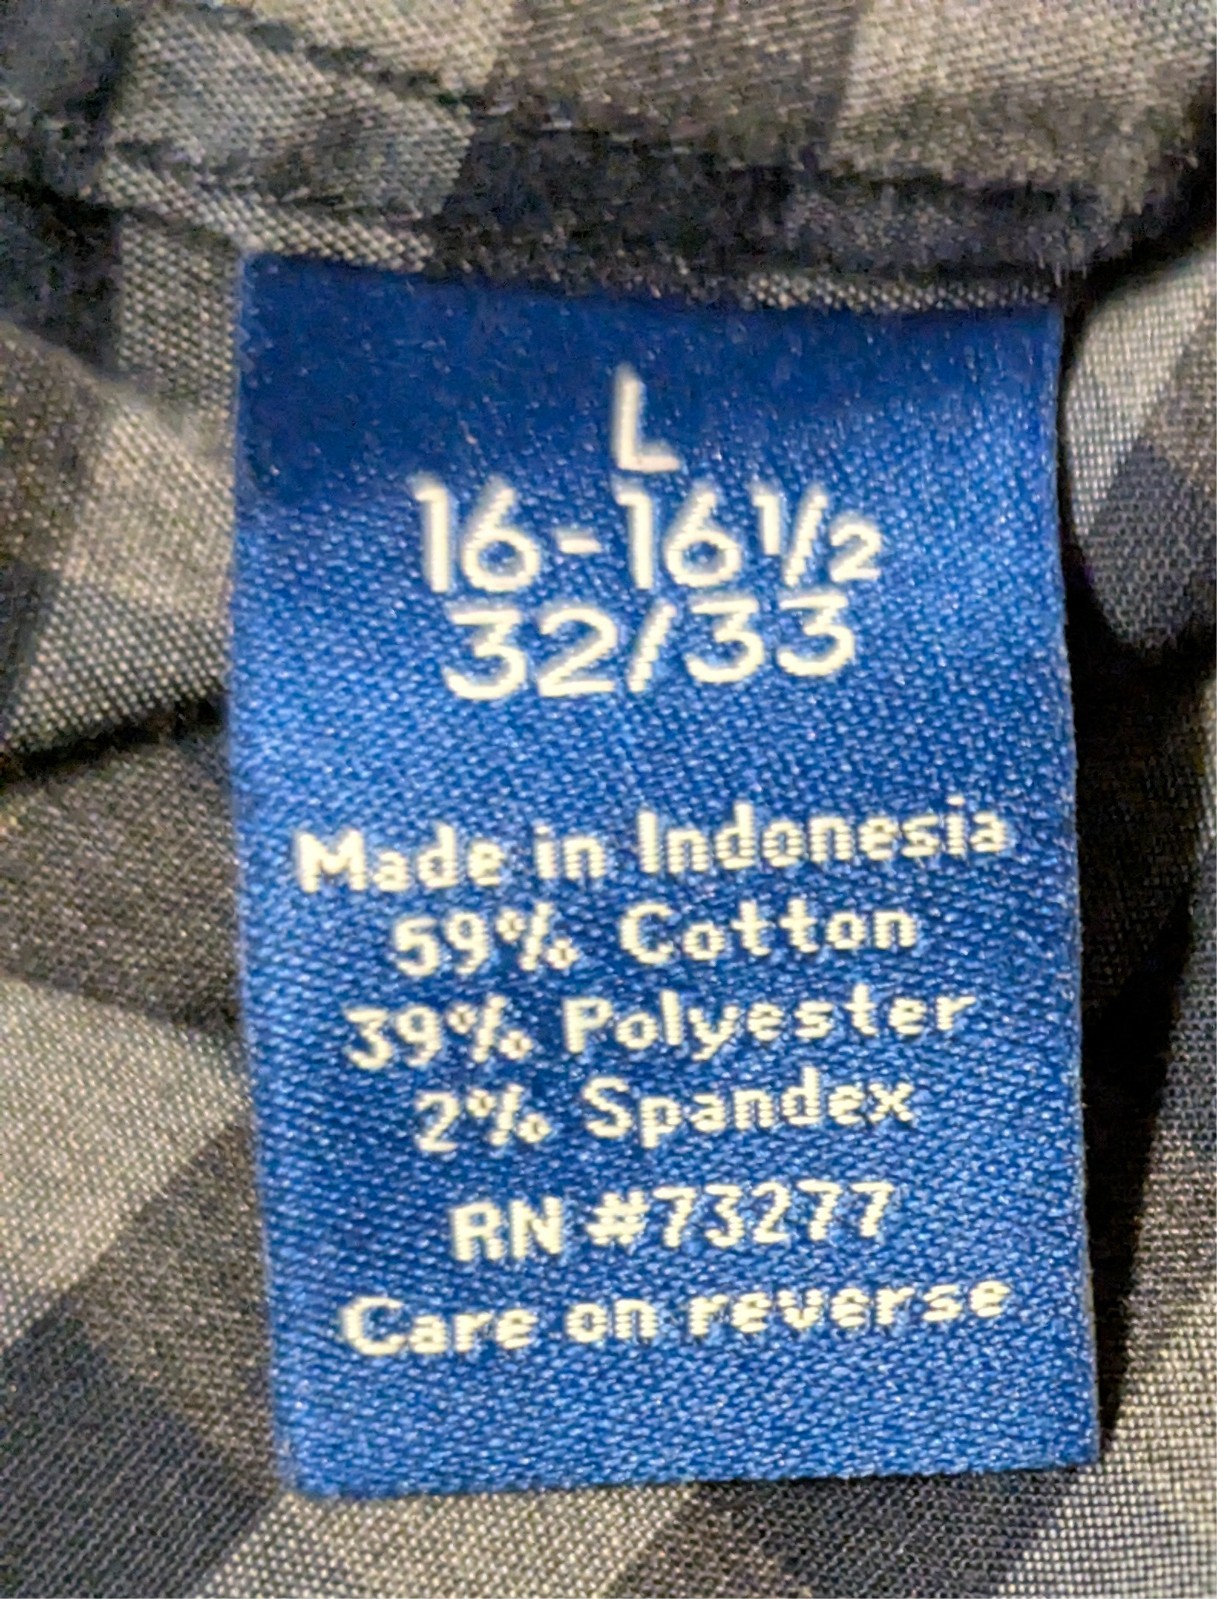 L
16-16½
32/33
Made in Indonesia
59% Cotton
39% Polyester
2% Spandex
RN #73277
Care on reverse